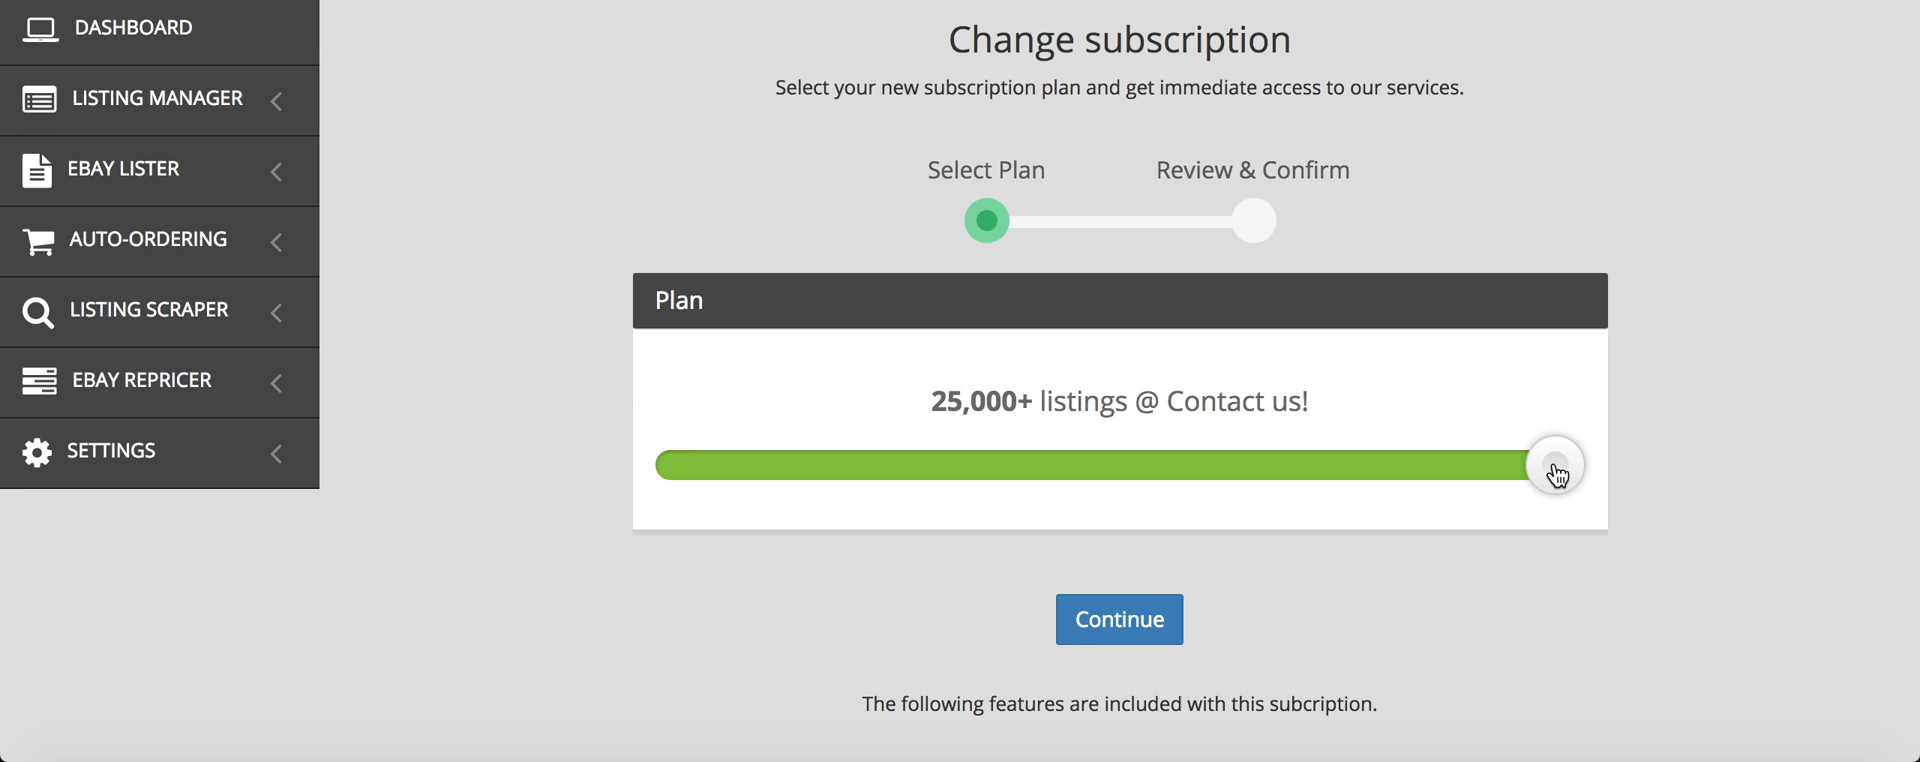 DASHBOARD
LISTING MANAGER
EBAY LISTER
AUTO-ORDERING
LISTING SCRAPER
EBAY REPRICER
SETTINGS
Change subscription
Select your new subscription plan and get immediate access to our services.
Select Plan
Review & Confirm
Plan
25,000+ listings @ Contact us!
Continue
The following features are included with this subcription.